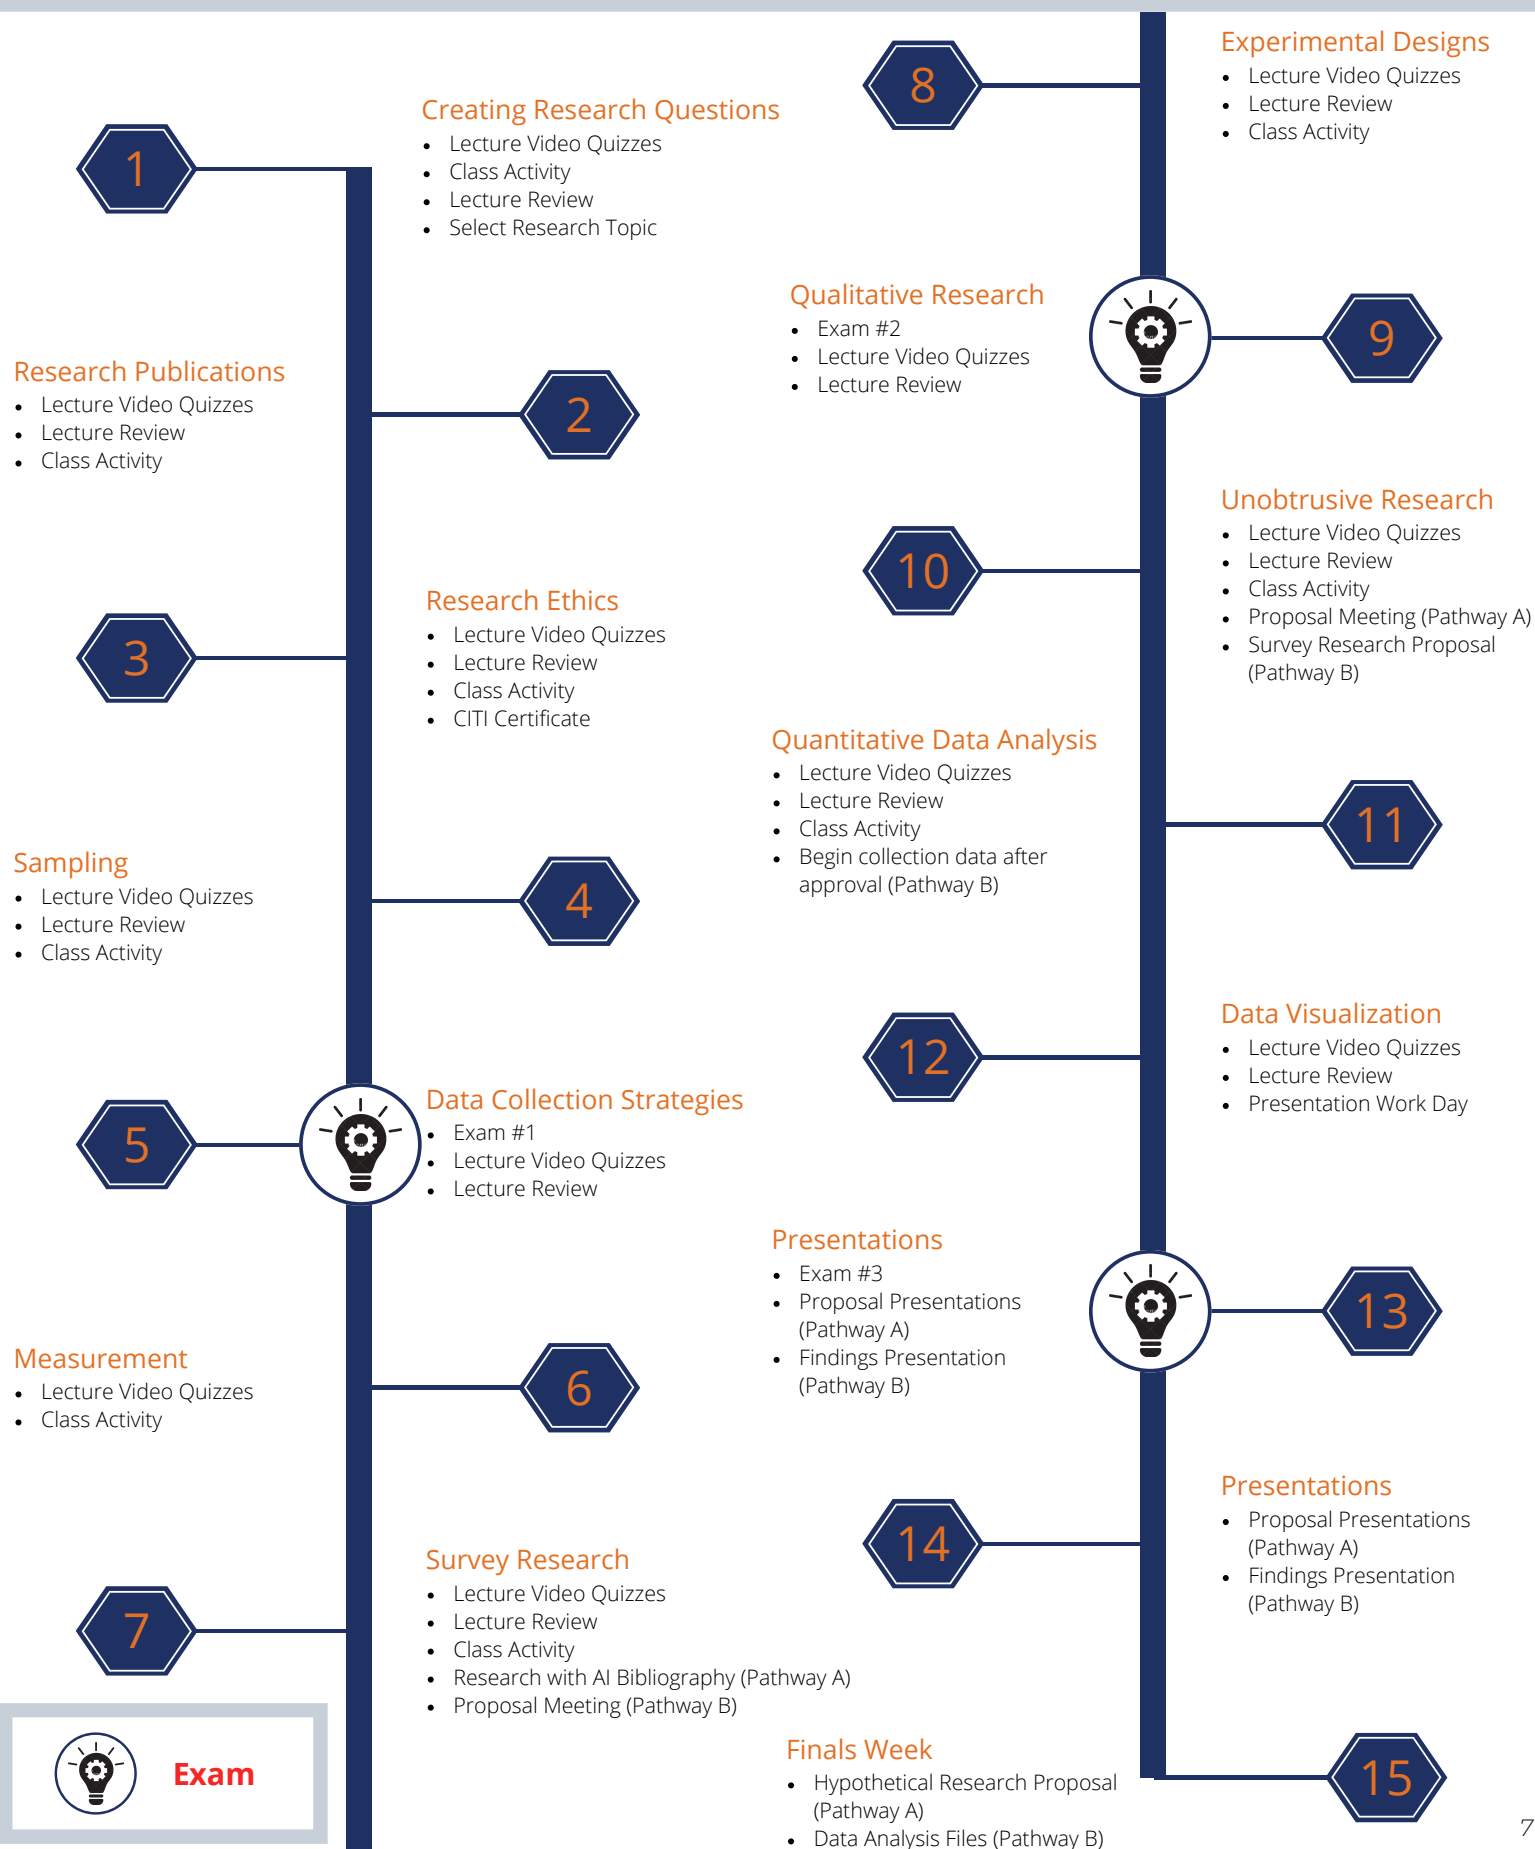 1
Creating Research Questions
• Lecture Video Quizzes
• Class Activity
• Lecture Review
• Select Research Topic
Research Publications
• Lecture Video Quizzes
• Lecture Review
• Class Activity
2
3
Research Ethics
• Lecture Video Quizzes
• Lecture Review
• Class Activity
• CITI Certificate
Sampling
• Lecture Video Quizzes
• Lecture Review
• Class Activity
4
5
Data Collection Strategies
• Exam #1
• Lecture Video Quizzes
• Lecture Review
Measurement
• Lecture Video Quizzes
• Class Activity
6
7
Survey Research
• Lecture Video Quizzes
• Lecture Review
• Class Activity
• Research with AI Bibliography (Pathway A)
• Proposal Meeting (Pathway B)
Exam
8
Experimental Designs
• Lecture Video Quizzes
• Lecture Review
• Class Activity
Qualitative Research
• Exam #2
• Lecture Video Quizzes
• Lecture Review
9
10
Unobtrusive Research
• Lecture Video Quizzes
• Lecture Review
• Class Activity
• Proposal Meeting (Pathway A)
• Survey Research Proposal
(Pathway B)
Quantitative Data Analysis
• Lecture Video Quizzes
• Lecture Review
• Class Activity
• Begin collection data after
approval (Pathway B)
11
12
Data Visualization
• Lecture Video Quizzes
• Lecture Review
• Presentation Work Day
Presentations
• Exam #3
• Proposal Presentations
(Pathway A)
• Findings Presentation
(Pathway B)
13
14
Presentations
• Proposal Presentations
(Pathway A)
• Findings Presentation
(Pathway B)
Finals Week
• Hypothetical Research Proposal
(Pathway A)
• Data Analysis Files (Pathway B)
15
7